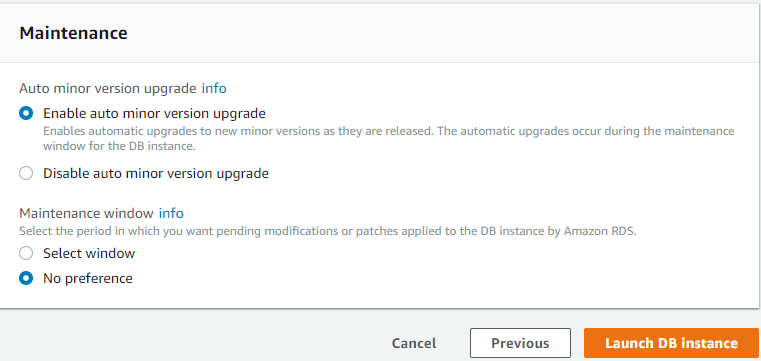 Maintenance
Auto minor version upgrade info
Enable auto minor version upgrade
Enables automatic upgrades to new minor versions as they are released. The automatic upgrades occur during the maintenance
window for the DB instance.
Disable auto minor version upgrade
Maintenance window info
Select the period in which you want pending modifications or patches applied to the DB instance by Amazon RDS.
Select window
No preference
Cancel Previous Launch DB instance